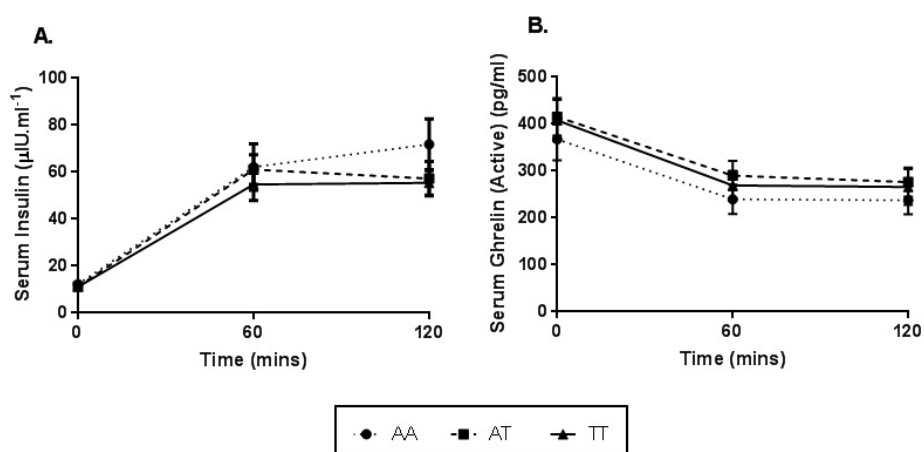 A.
Serum Insulin (μIU.ml-1)
100
80
60
40
20
0
0 60 120
Time (mins)
B.
Serum Ghrelin (Active) (pg/ml)
500
400
300
200
100
0
0 60 120
Time (mins)
AA AT TT